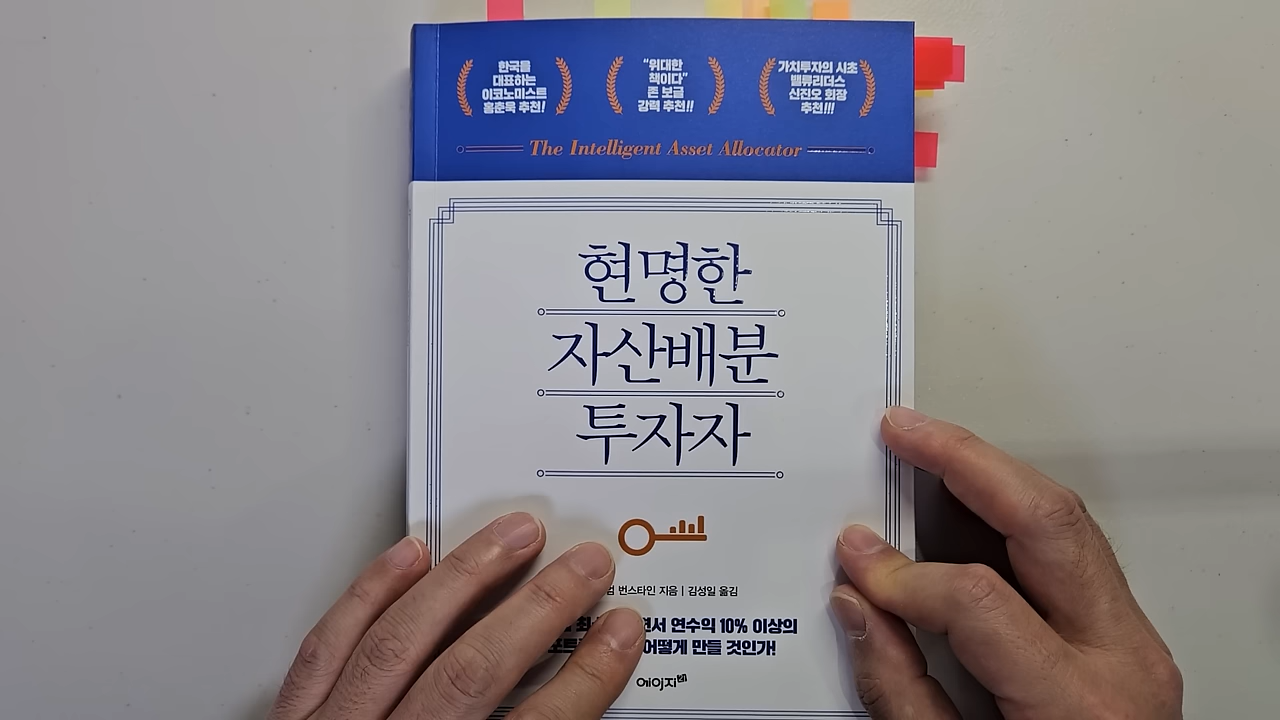 한국을
대표하는
이코노미스트
홍춘욱 추천!
"위대한
책이다"
존 보글
강력 추천!!
가치투자의 시초
밸류리더스
신진오 회장
추천!!!
The Intelligent Asset Allocator
현명한
자산배분
투자자
번스타인 지음 | 김성일 옮김
연수익 10% 이상의
어떻게 만들 것인가!
에이지